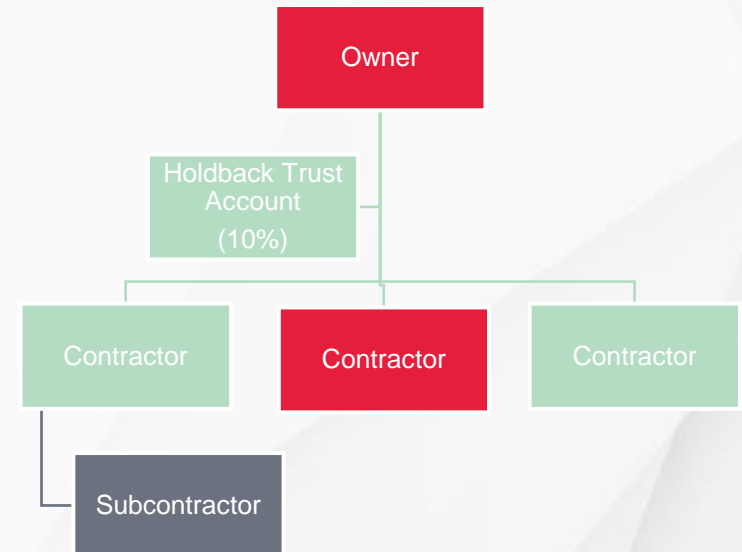 Owner
Holdback Trust
Account
(10%)
Contractor
Contractor
Contractor
Subcontractor